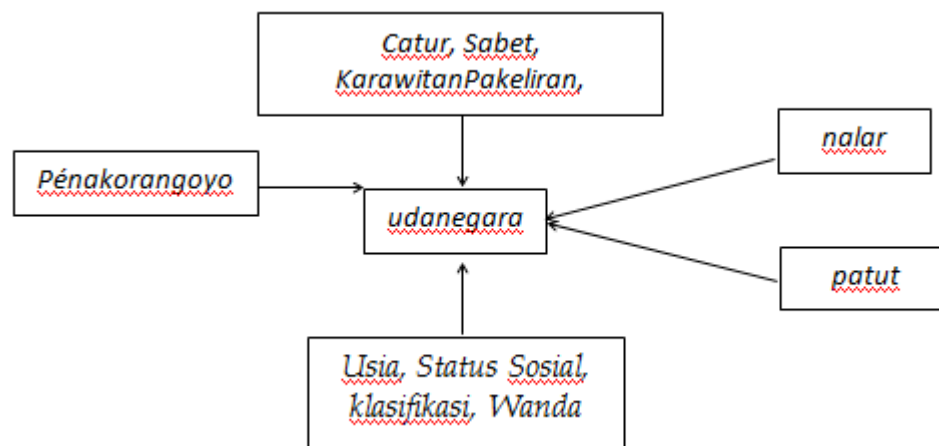 Catur, Sabet,
KarawitanPakeliran,
nalar
Pénakorangoyo
udanegara
patut
Usia, Status Sosial,
klasifikasi, Wanda